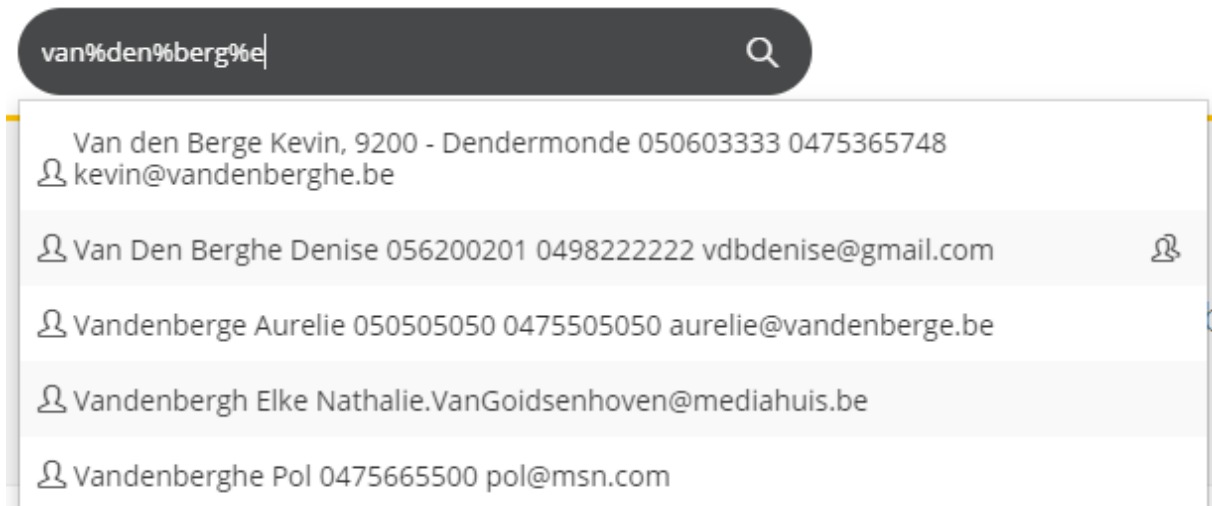 van%den%berg%e
Van den Berge Kevin, 9200 - Dendermonde 050603333 0475365748
kevin@vandenberghe.be
Van Den Berghe Denise 056200201 0498222222 vdbdenise@gmail.com
Vandenberge Aurelie 050505050 0475505050 aurelie@vandenberge.be
Vandenbergh Elke Nathalie.VanGoidsenhoven@mediahuis.be
Vandenberghe Pol 0475665500 pol@msn.com